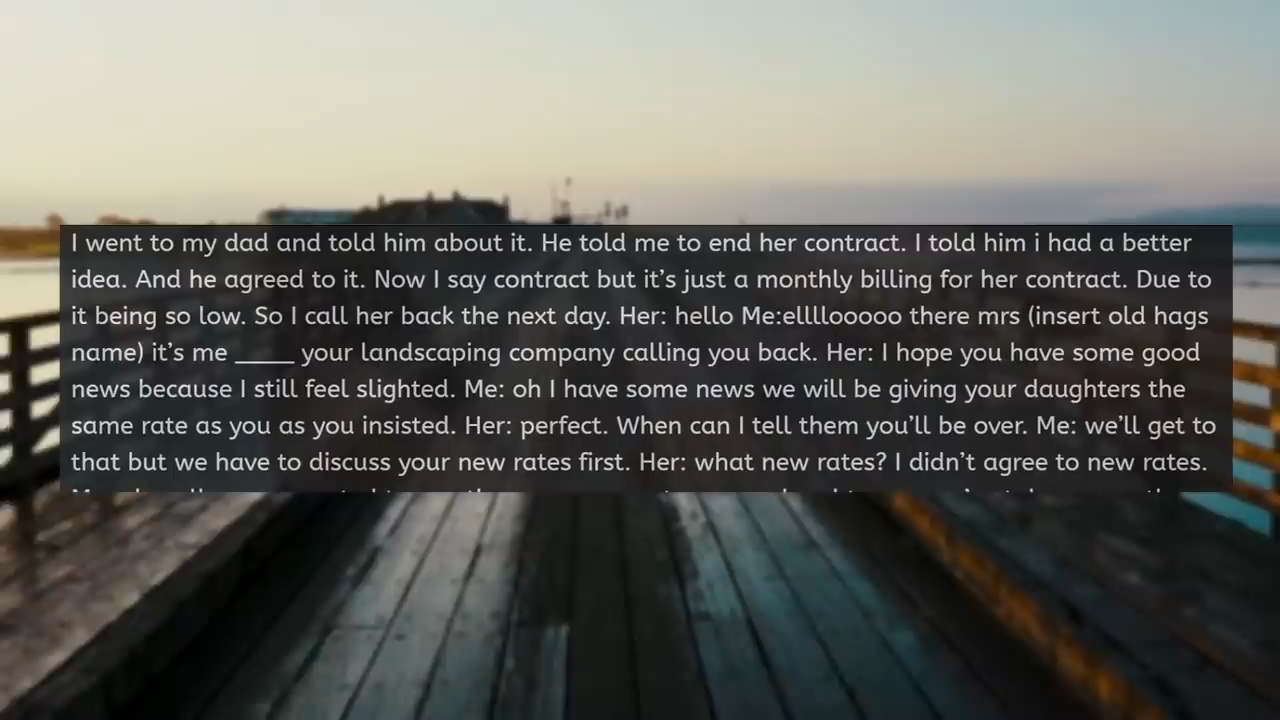 I went to my dad and told him about it. He told me to end her contract. I told him i had a better
idea. And he agreed to it. Now I say contract but it’s just a monthly billing for her contract. Due to
it being so low. So I call her back the next day. Her: hello Me:elllooooo there mrs (insert old hags
name) it’s me _____ your landscaping company calling you back. Her: I hope you have some good
news because I still feel slighted. Me: oh I have some news we will be giving your daughters the
same rate as you as you insisted. Her: perfect. When can I tell them you’ll be over. Me: we’ll get to
that but we have to discuss your new rates first. Her: what new rates? I didn’t agree to new rates.